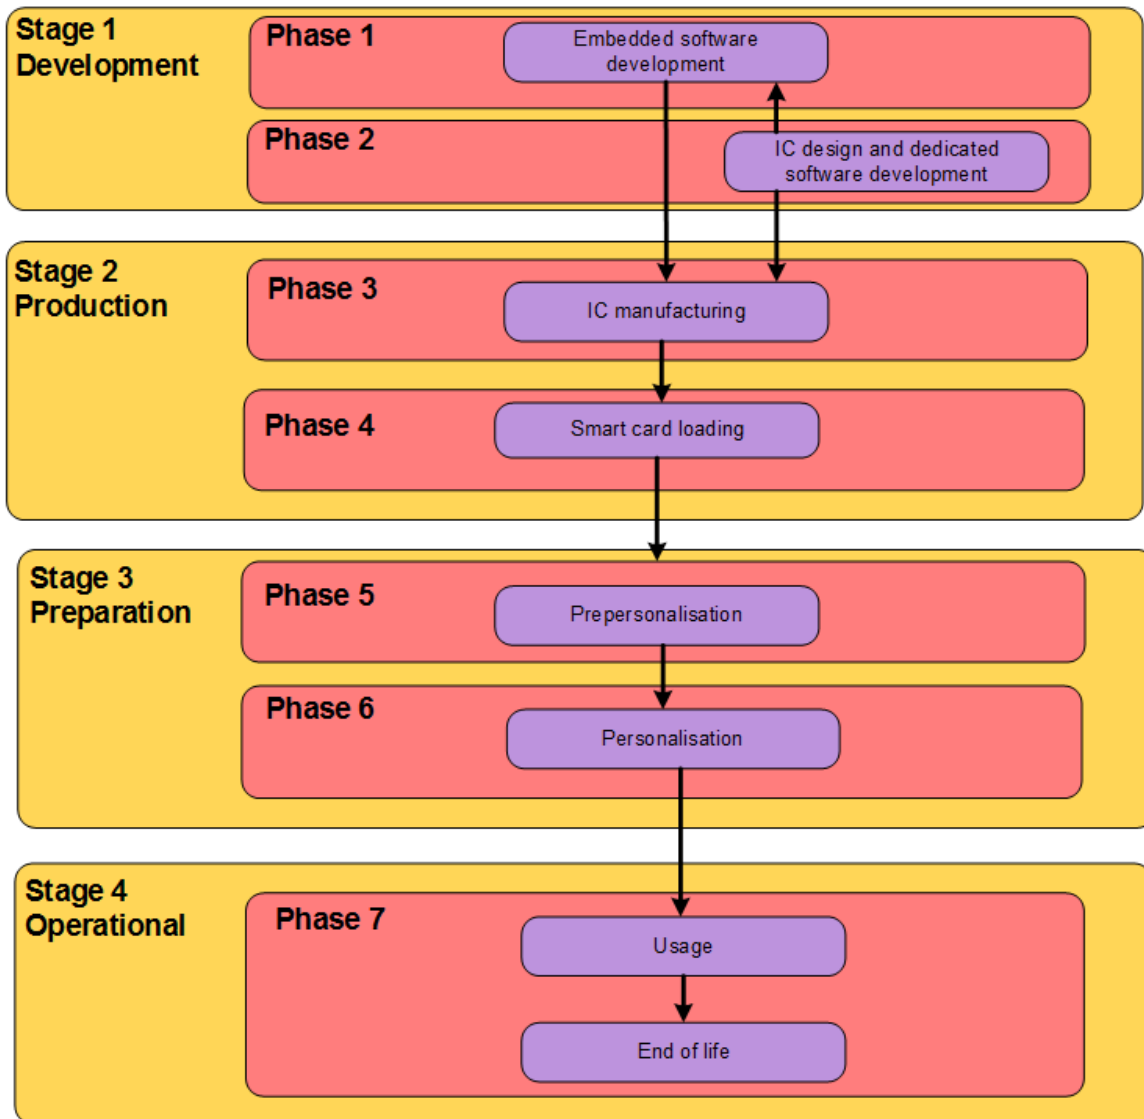 Stage 1
Development
Phase 1
Embedded software
development
Phase 2
IC design and dedicated
software development
Stage 2
Production
Phase 3
IC manufacturing
Phase 4
Smart card loading
Stage 3
Preparation
Phase 5
Prepersonalisation
Phase 6
Personalisation
Stage 4
Operational
Phase 7
Usage
End of life